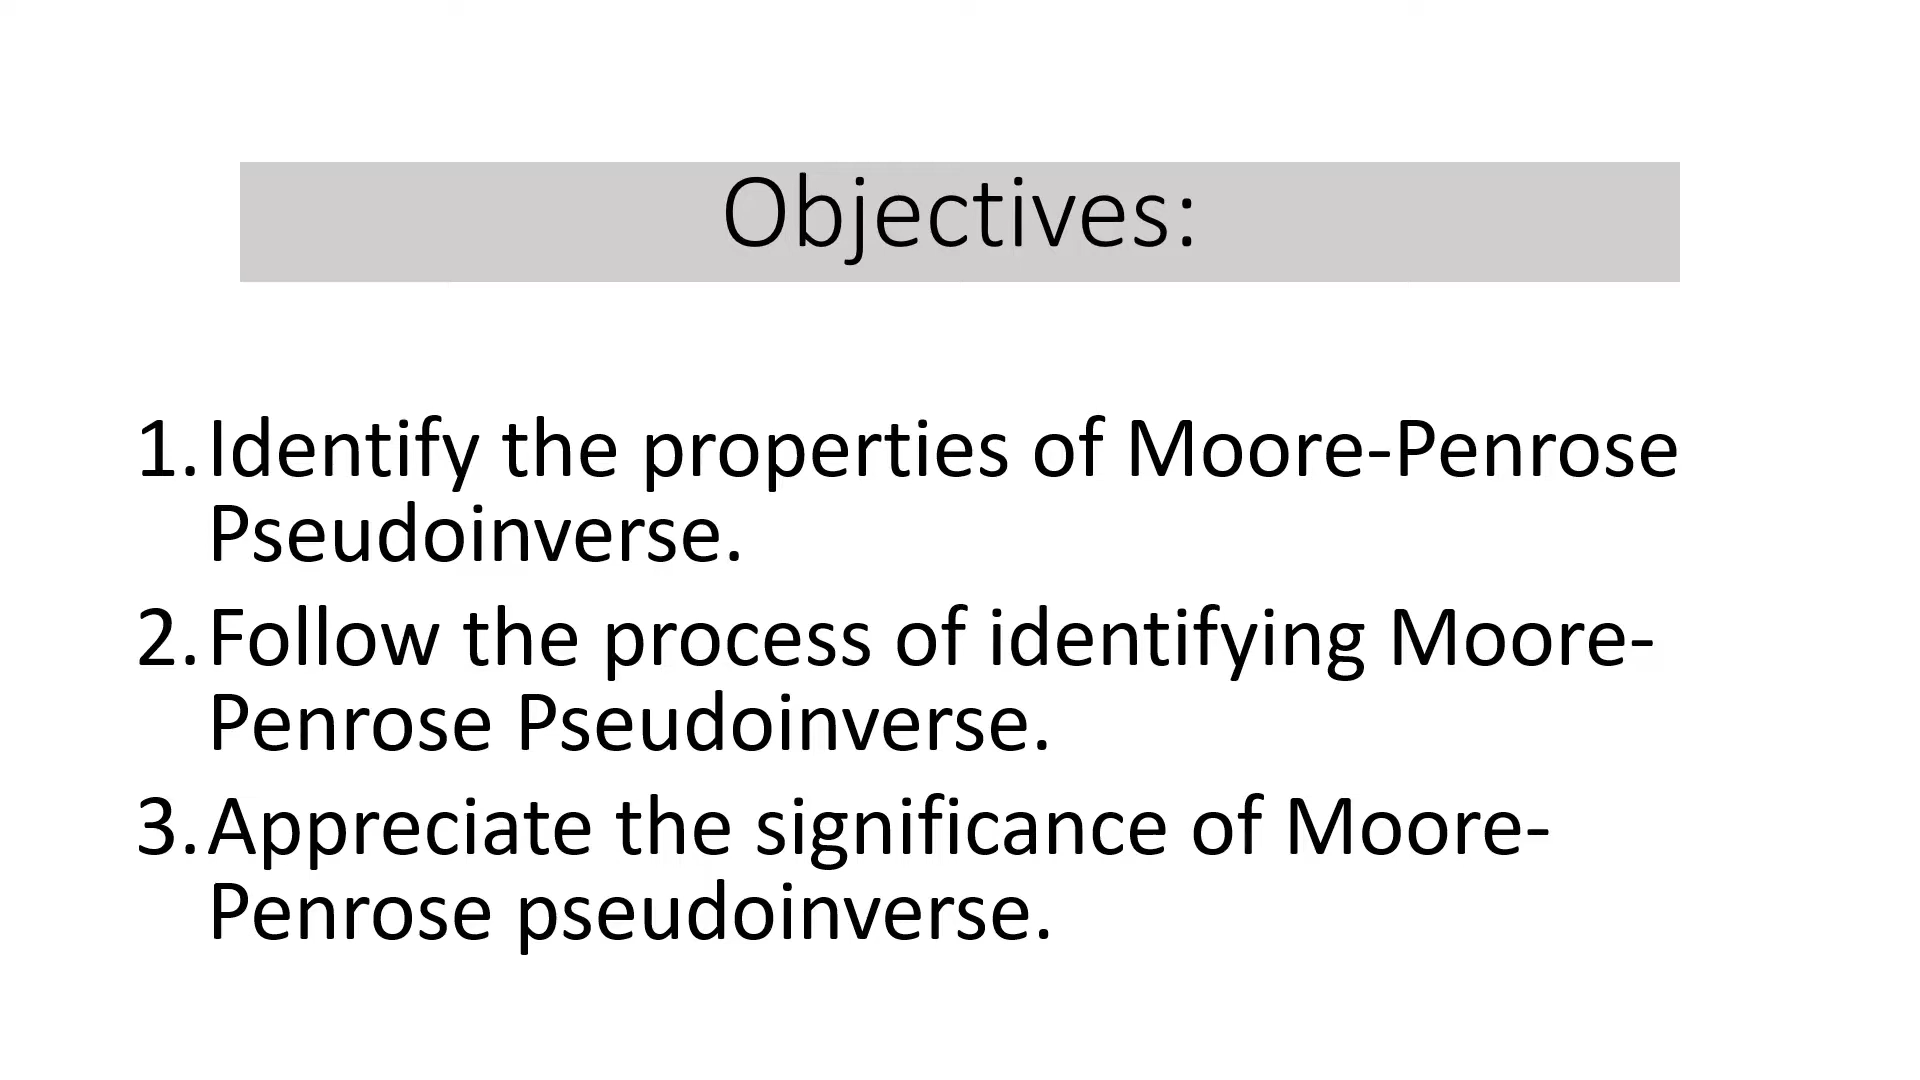 Objectives:
1. Identify the properties of Moore-Penrose
Pseudoinverse.
2. Follow the process of identifying Moore-
Penrose Pseudoinverse.
3. Appreciate the significance of Moore-
Penrose pseudoinverse.